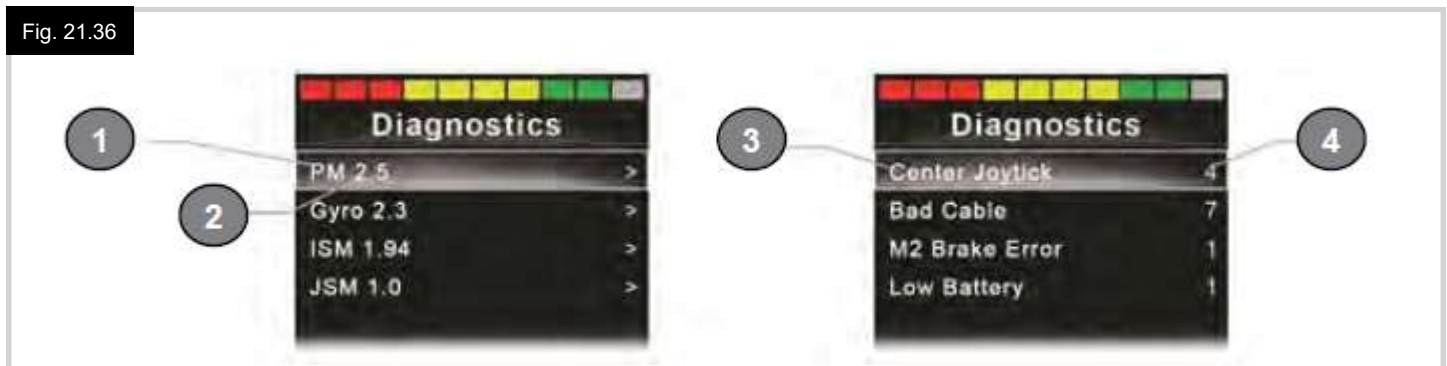 Fig. 21.36
Diagnostics
1
PM 2.5 >
2
Gyro 2.3 >
ISM 1.94 >
JSM 1.0 >
Diagnostics
3
Center Joytick 4
4
Bad Cable 7
M2 Brake Error 1
Low Battery 1